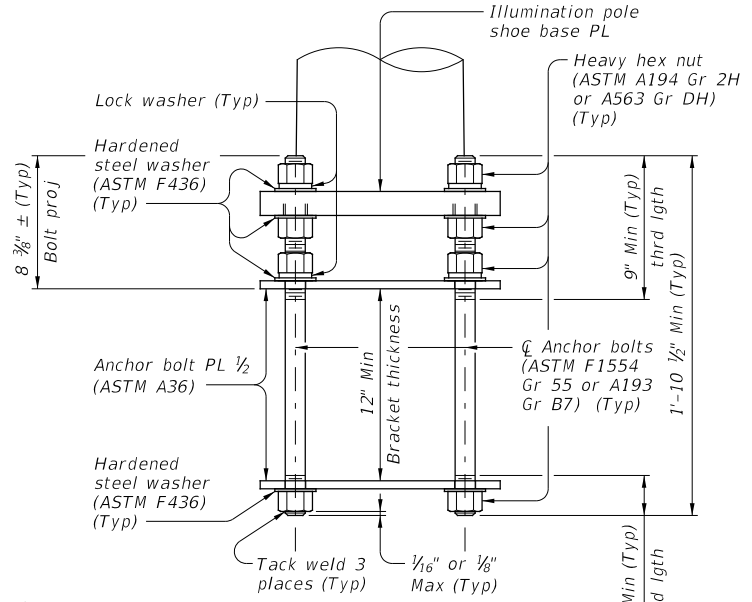 Illumination pole
shoe base PL
Heavy hex nut
(ASTM A194 Gr 2H
or A563 Gr DH)
(Typ)
Lock washer (Typ)
Hardened
steel washer
(ASTM F436)
(Typ)
8 3/8" ± (Typ)
Bolt proj
9" Min (Typ)
thrd lgth
1'-10 1/2" Min (Typ)
12" Min
Bracket thickness
Anchor bolt PL 1/2
(ASTM A36)
℄ Anchor bolts
(ASTM F1554
Gr 55 or A193
Gr B7) (Typ)
Hardened
steel washer
(ASTM F436)
(Typ)
Tack weld 3
places (Typ)
1/16" or 1/8"
Max (Typ)
Min (Typ)
d lgth